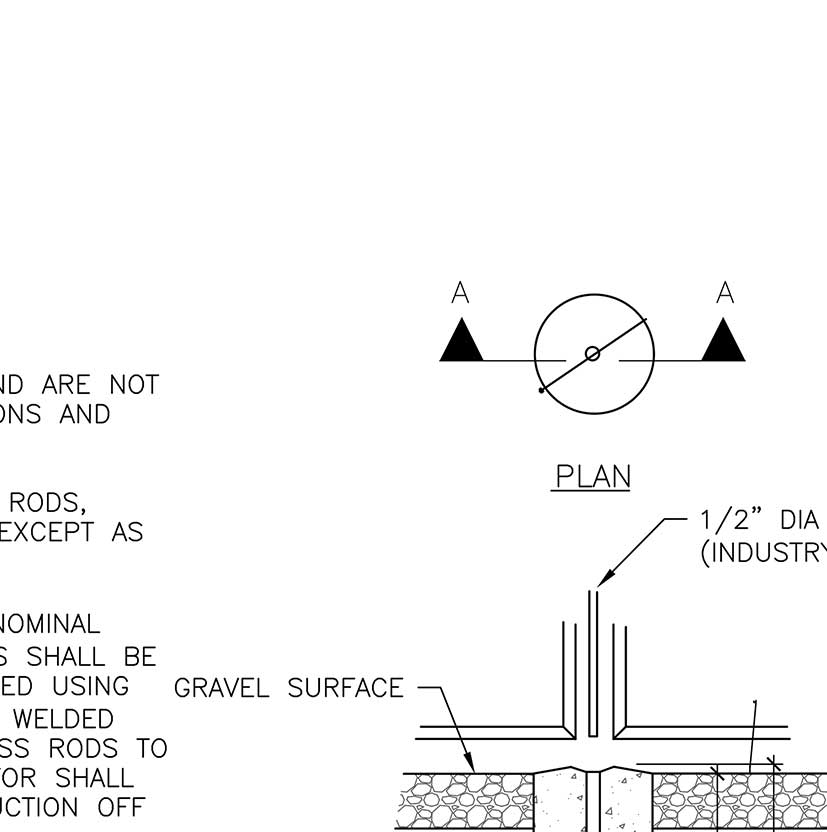 A A
ND ARE NOT
ONS AND
PLAN
RODS,
EXCEPT AS
1/2" DIA
(INDUSTRY
NOMINAL
S SHALL BE
ED USING
GRAVEL SURFACE
WELDED
SS RODS TO
TOR SHALL
UCTION OFF